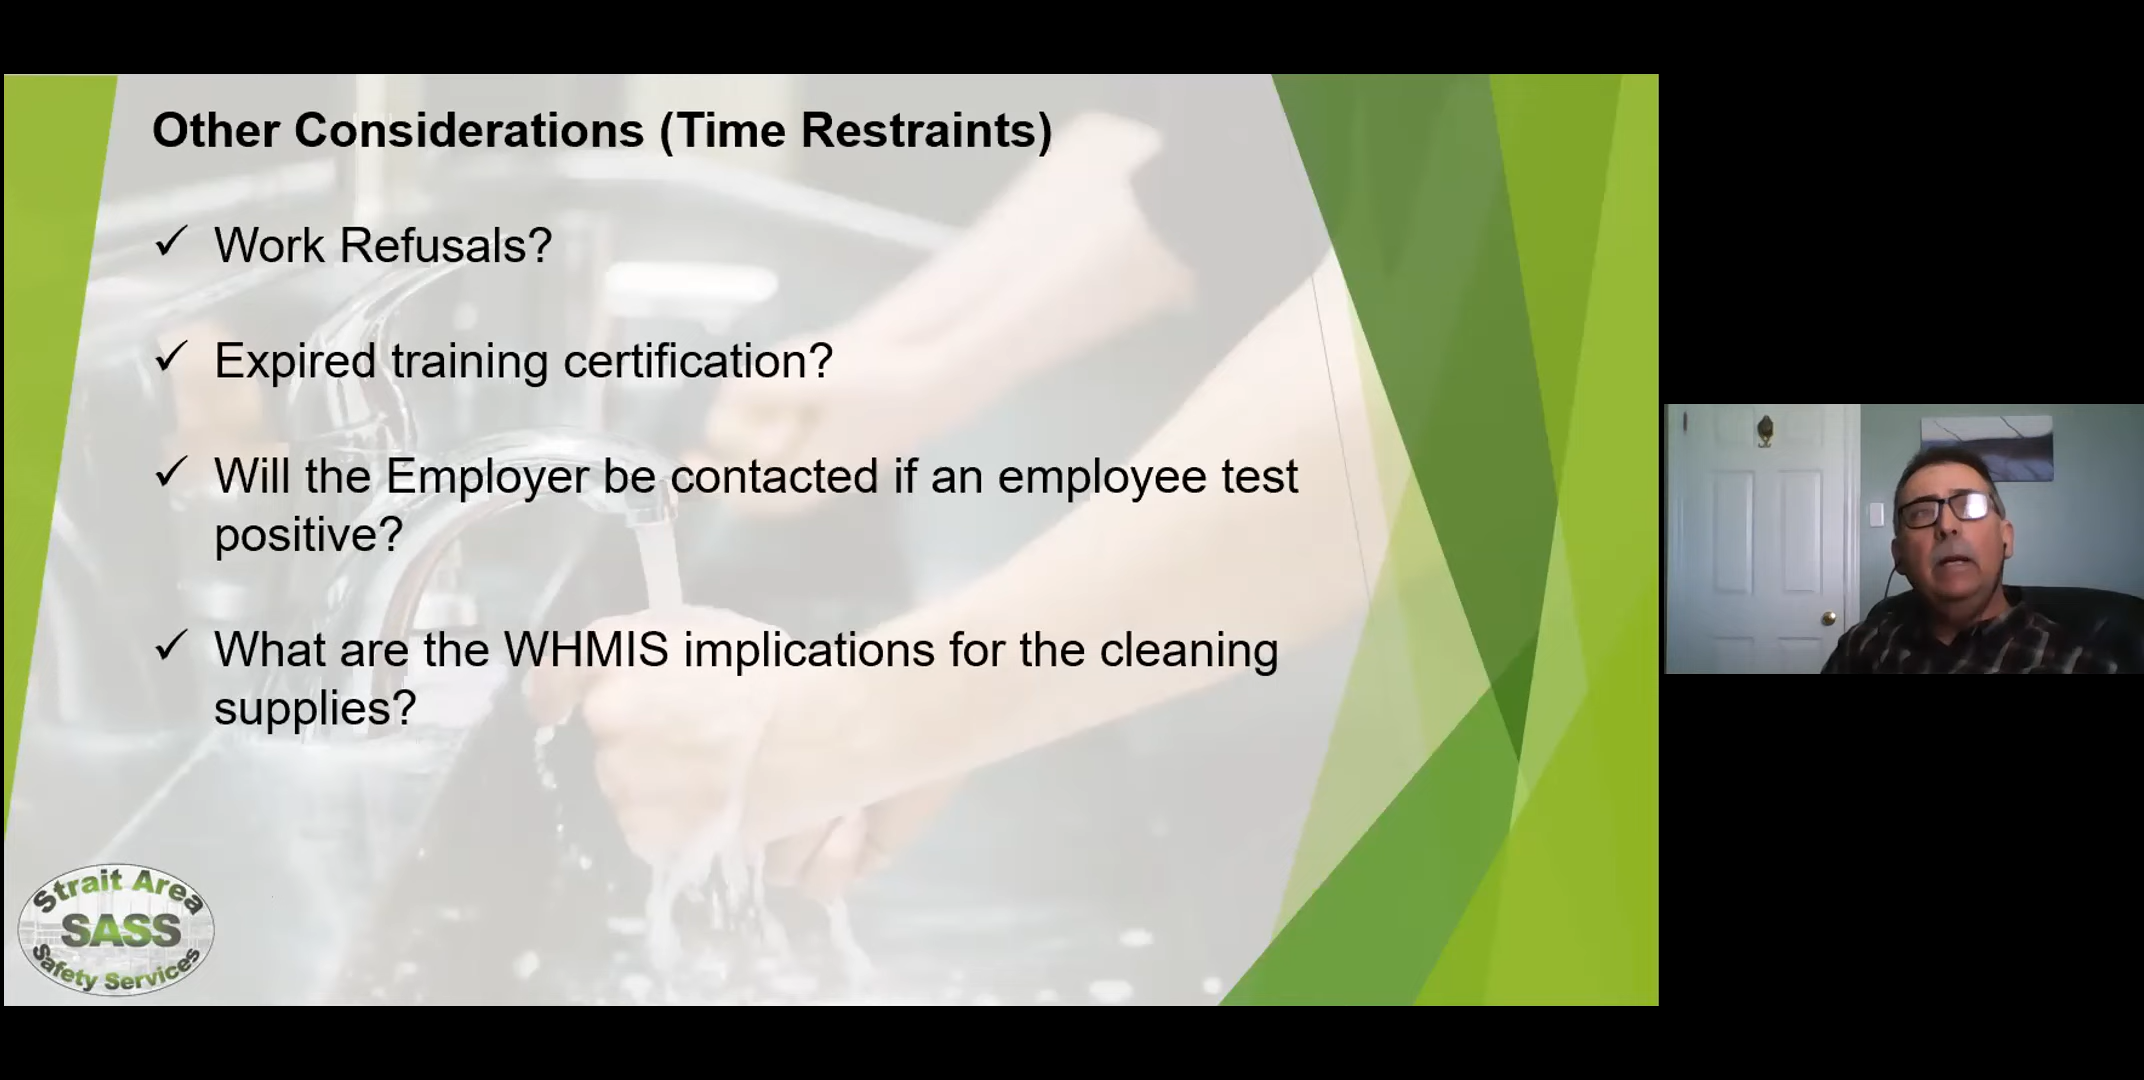 Other Considerations (Time Restraints)
✓ Work Refusals?
✓ Expired training certification?
✓ Will the Employer be contacted if an employee test
positive?
✓ What are the WHMIS implications for the cleaning
supplies?
Strait Area
SASS
Safety Services